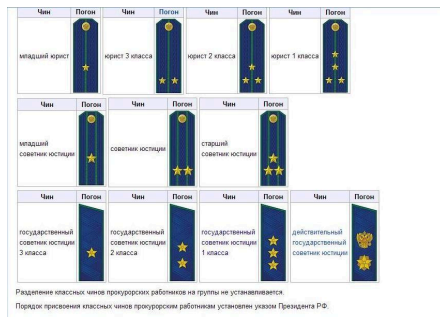 Чин Погон Чин Погон Чин Погон Чин Погон
младший юрист юрист 3 класса юрист 2 класса юрист 1 класса
Чин Погон Чин Погон Чин Погон
младший советник юстиции старший
советник юстиции советник юстиции
Чин Погон Чин Погон Чин Погон Чин Погон
государственный государственный государственный действительный
советник юстиции советник юстиции советник юстиции государственный
3 класса 2 класса 1 класса советник юстиции
Разделение классных чинов прокурорских работников на группы не устанавливается.
Порядок присвоения классных чинов прокурорским работникам установлен указом Президента РФ.